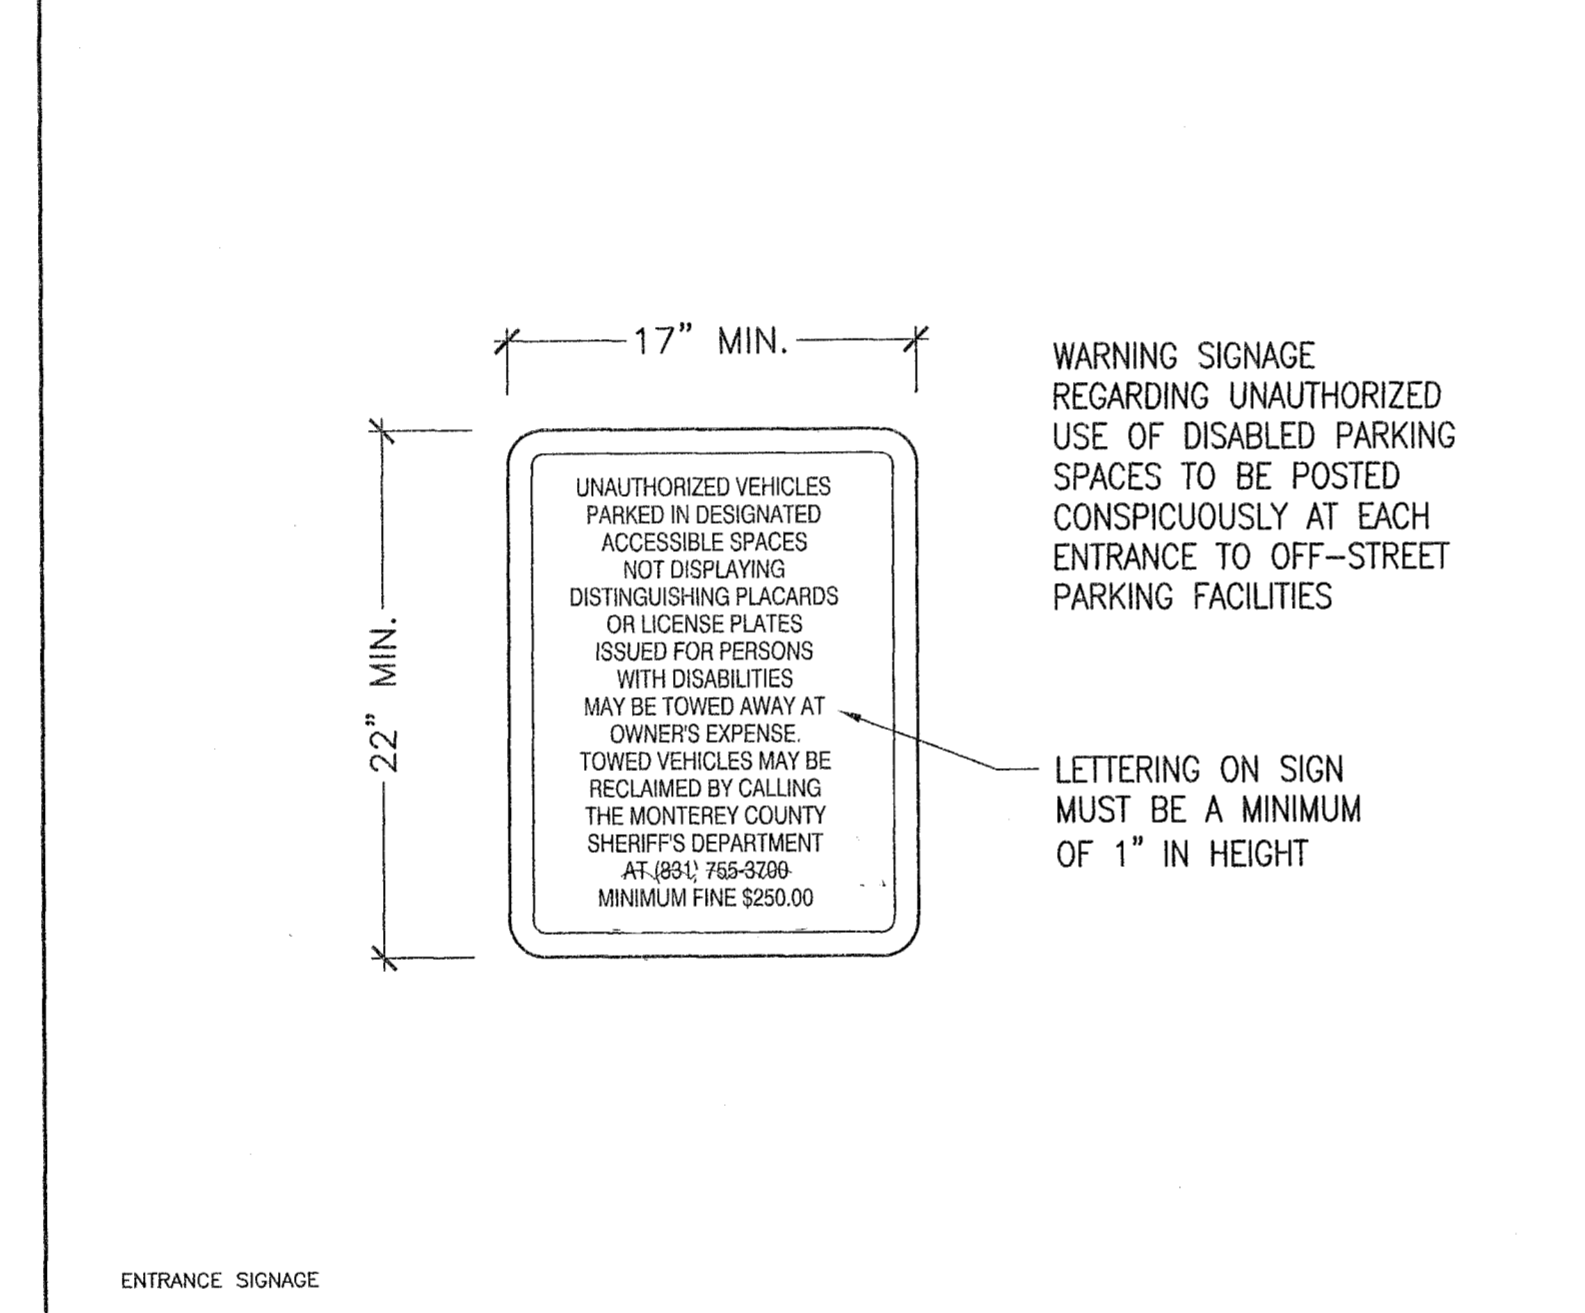 17" MIN.
22" MIN.
UNAUTHORIZED VEHICLES
PARKED IN DESIGNATED
ACCESSIBLE SPACES
NOT DISPLAYING
DISTINGUISHING PLACARDS
OR LICENSE PLATES
ISSUED FOR PERSONS
WITH DISABILITIES
MAY BE TOWED AWAY AT
OWNER'S EXPENSE.
TOWED VEHICLES MAY BE
RECLAIMED BY CALLING
THE MONTEREY COUNTY
SHERIFF'S DEPARTMENT
AT (831) 755-3700
MINIMUM FINE $250.00
WARNING SIGNAGE
REGARDING UNAUTHORIZED
USE OF DISABLED PARKING
SPACES TO BE POSTED
CONSPICUOUSLY AT EACH
ENTRANCE TO OFF-STREET
PARKING FACILITIES
LETTERING ON SIGN
MUST BE A MINIMUM
OF 1" IN HEIGHT
ENTRANCE SIGNAGE